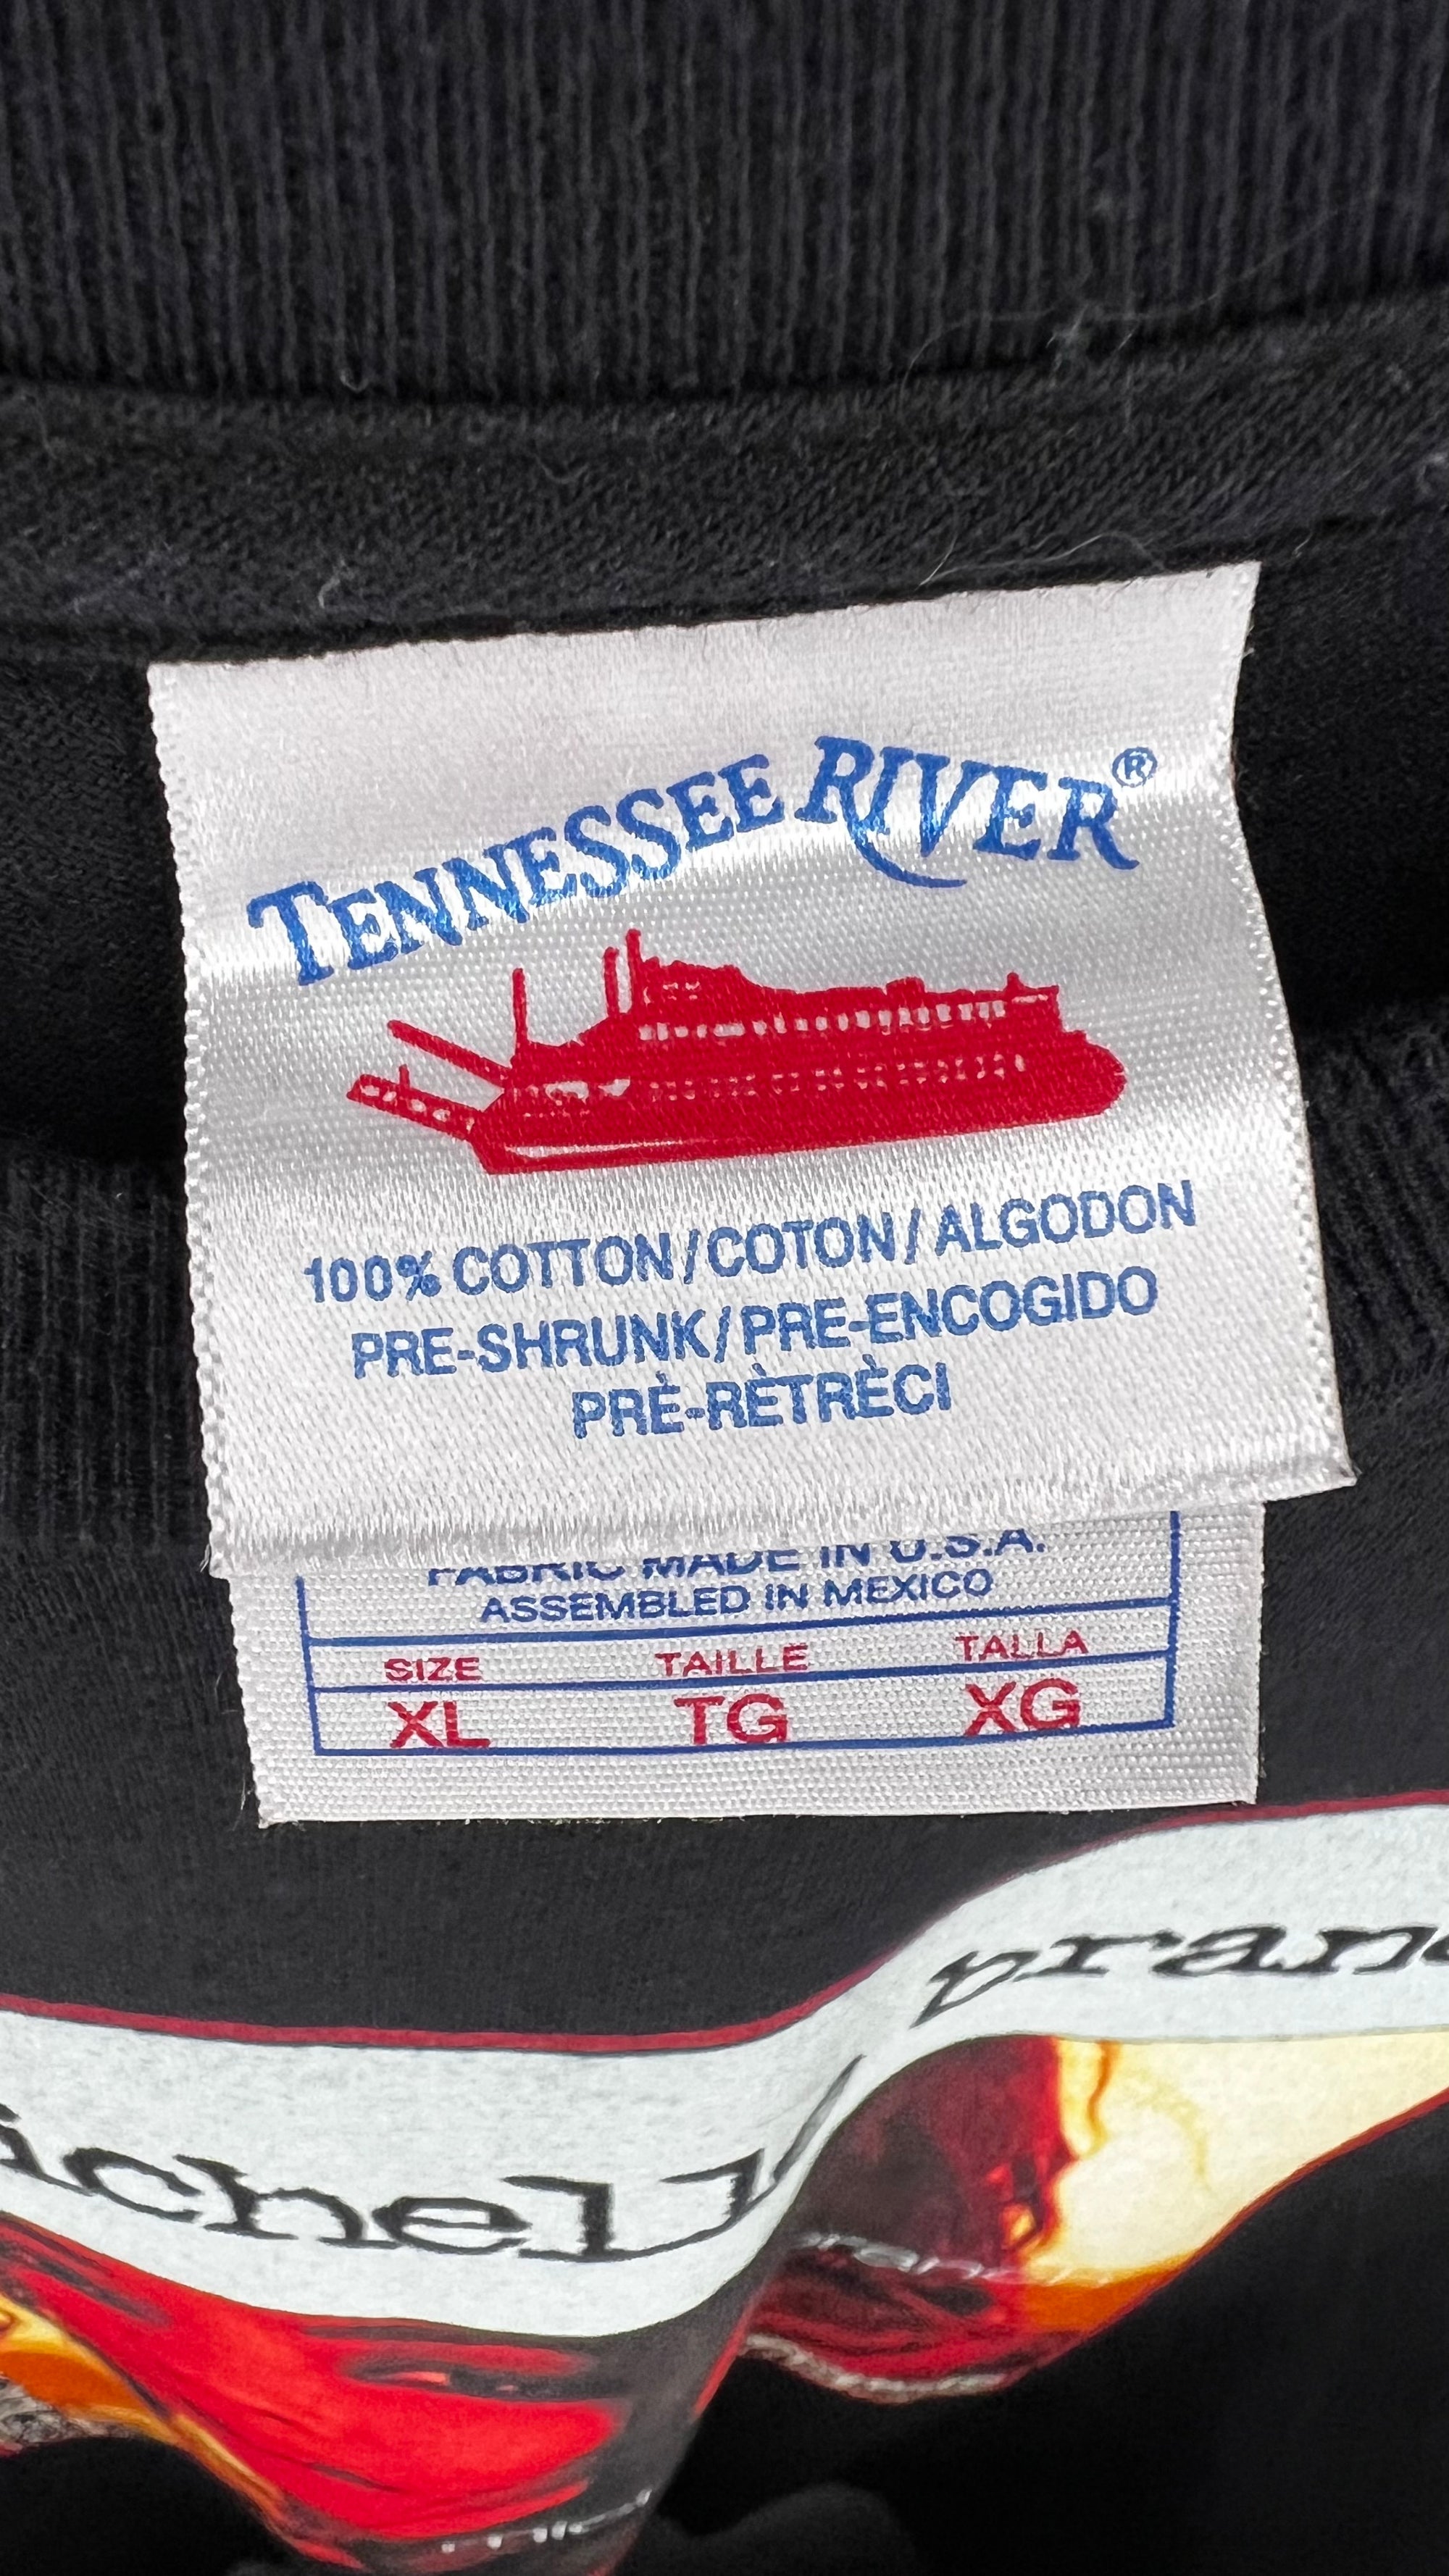 TENNESSEE RIVER®
100% COTTON/COTON/ALGODON
PRE-SHRUNK/PRE-ENCOGIDO
PRÈ-RÈTRÈCI
FABRIC MADE IN U.S.A.
ASSEMBLED IN MEXICO
SIZE TAILLE TALLA
XL TG XG